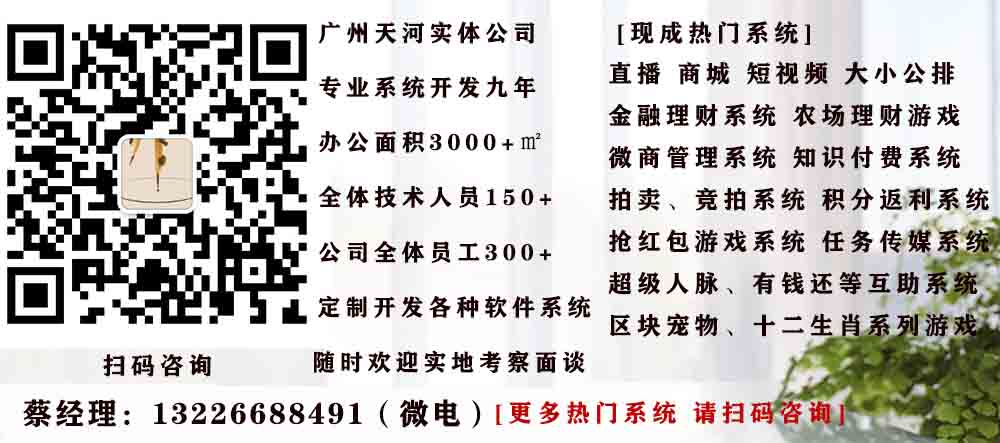 广州天河实体公司
专业系统开发九年
办公面积3000+㎡
全体技术人员150+
公司全体员工300+
定制开发各种软件系统
随时欢迎实地考察面谈
[现成热门系统]
直播 商城 短视频 大小公排
金融理财系统 农场理财游戏
微商管理系统 知识付费系统
拍卖、竞拍系统 积分返利系统
抢红包游戏系统 任务传媒系统
超级人脉、有钱还等互助系统
区块宠物、十二生肖系列游戏
扫码咨询
蔡经理：13226688491（微电）[更多热门系统 请扫码咨询]